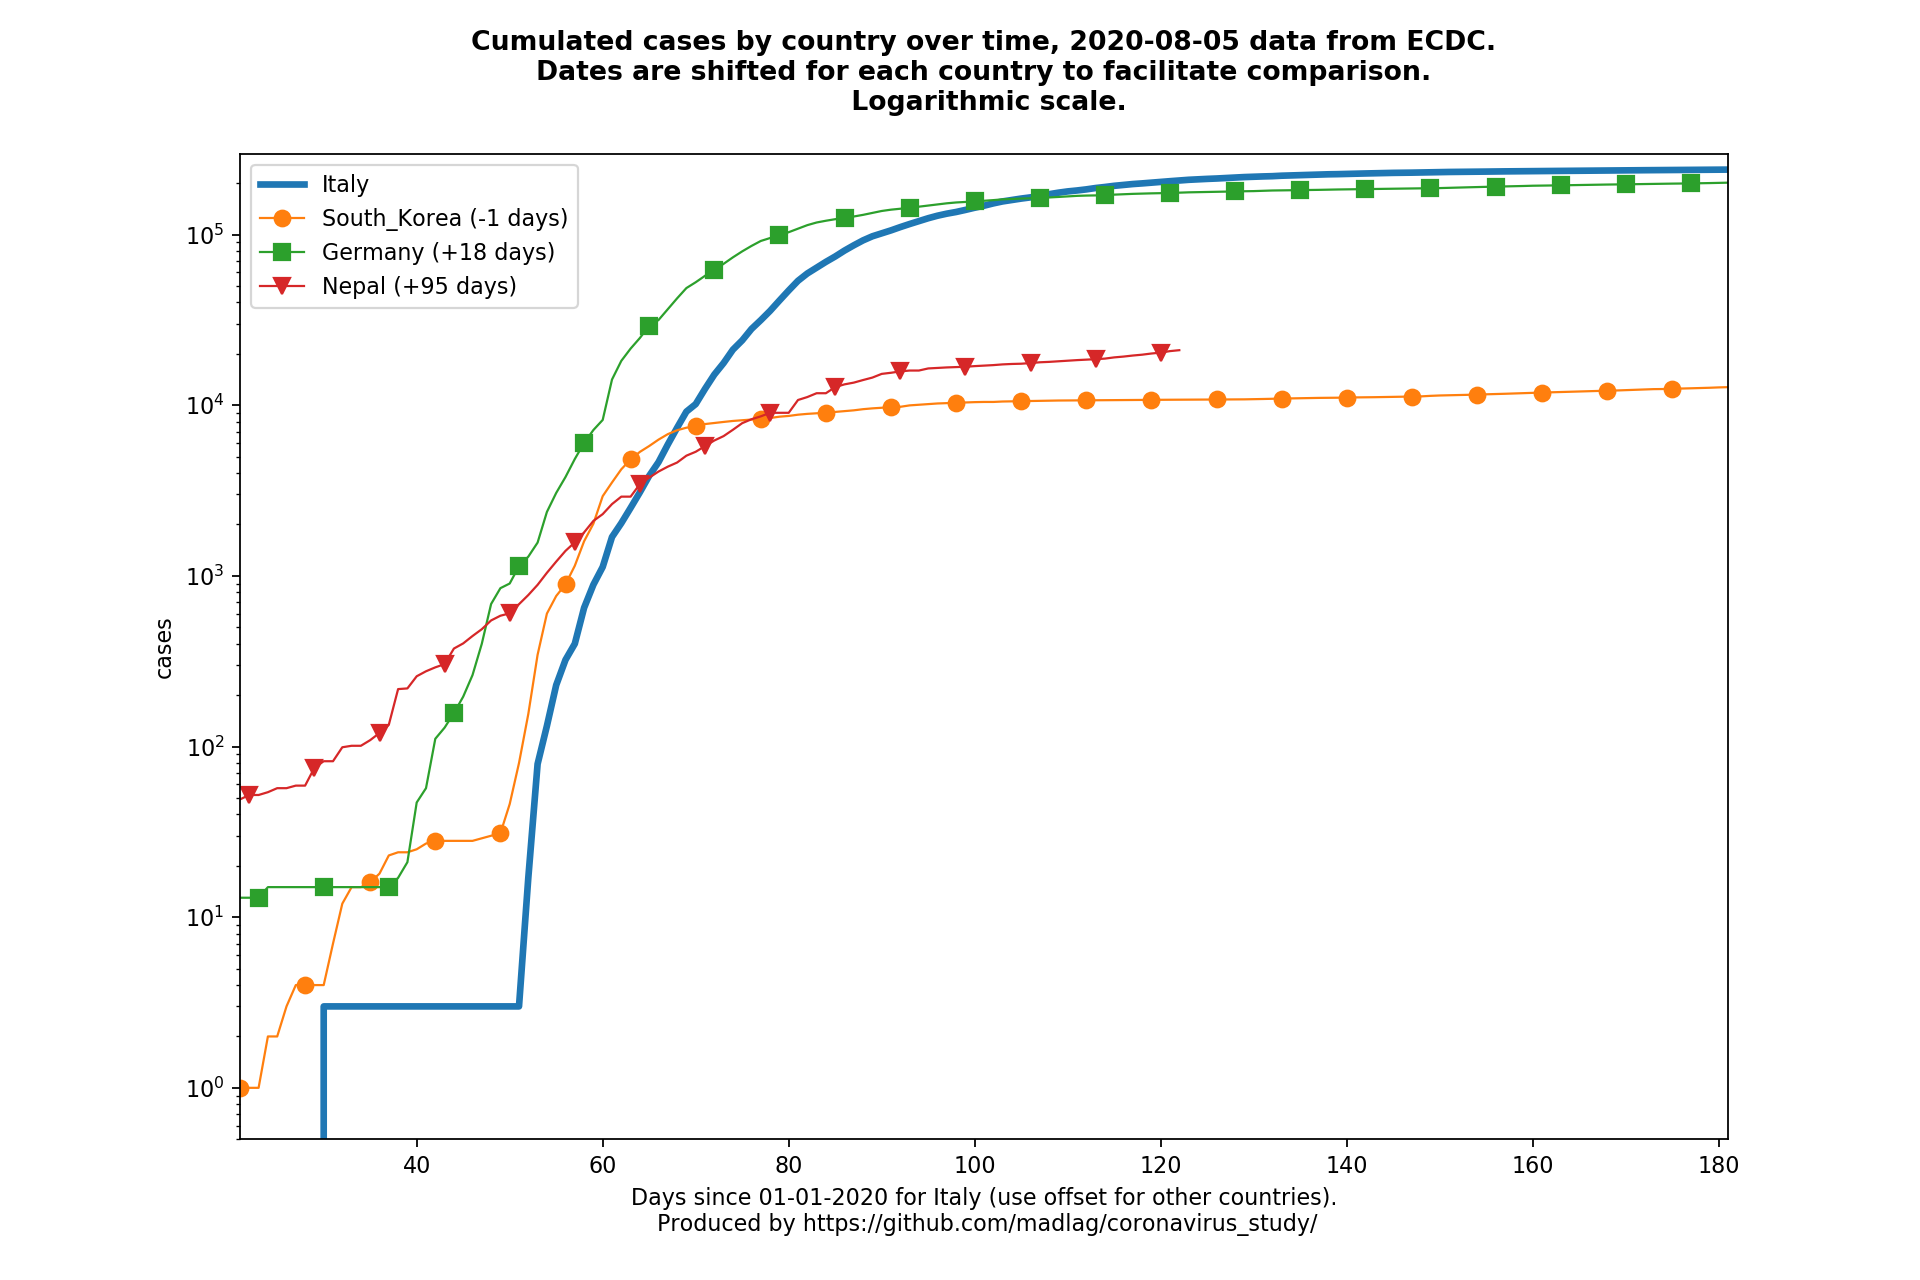 Cumulated cases by country over time, 2020-08-05 data from ECDC.
Dates are shifted for each country to facilitate comparison.
Logarithmic scale.
Italy
South_Korea (-1 days)
Germany (+18 days)
Nepal (+95 days)
10^5
10^4
10^3
10^2
10^1
10^0
cases
40 60 80 100 120 140 160 180
Days since 01-01-2020 for Italy (use offset for other countries).
Produced by https://github.com/madlag/coronavirus_study/